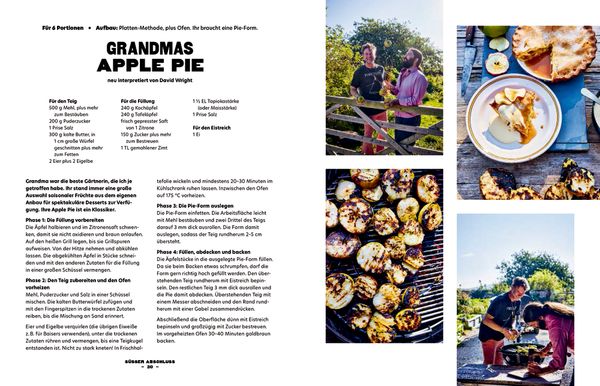 Für 6 Portionen • Aufbau: Platten-Methode, plus Ofen. Ihr braucht eine Pie-Form.
GRANDMAS
APPLE PIE
neu interpretiert von David Wright
Für den Teig
500 g Mehl, plus mehr
zum Bestäuben
200 g Puderzucker
1 Prise Salz
300 g kalte Butter, in
1 cm große Würfel
geschnitten plus mehr
zum Fetten
2 Eier plus 2 Eigelbe
Für die Füllung
240 g Kochäpfel
240 g Tafeläpfel
frisch gepresster Saft
von 1 Zitrone
150 g Zucker plus mehr
zum Bestreuen
1 TL gemahlener Zimt
1 ½ EL Tapiokastärke
(oder Maisstärke)
1 Prise Salz
Für den Eistreich
1 Ei
Grandma war die beste Gärtnerin, die ich je
getroffen habe. Ihr stand immer eine große
Auswahl saisonaler Früchte aus dem eigenen
Anbau für spektakuläre Desserts zur Verfü-
gung. Ihre Apple Pie ist ein Klassiker.
Phase 1: Die Füllung vorbereiten
Die Äpfel halbieren und im Zitronensaft schwen-
ken, damit sie nicht oxidieren und braun anlaufen.
Auf den heißen Grill legen, bis sie Grillspuren
aufweisen. Von der Hitze nehmen und abkühlen
lassen. Die abgekühlten Äpfel in Stücke schnei-
den und mit den anderen Zutaten für die Füllung
in einer großen Schüssel vermengen.
Phase 2: Den Teig zubereiten und den Ofen
vorheizen
Mehl, Puderzucker und Salz in einer Schüssel
mischen. Die kalten Butterwürfel zufügen und
mit den Fingerspitzen in die trockenen Zutaten
reiben, bis die Mischung an Sand erinnert.
Eier und Eigelbe verquirlen (die übrigen Eiweiße
z.B. für Baisers verwenden), unter die trockenen
Zutaten rühren und vermengen, bis eine Teigkugel
entstanden ist. Nicht zu stark kneten! In Frischhal-
tefolie wickeln und mindestens 20–30 Minuten im
Kühlschrank ruhen lassen. Inzwischen den Ofen
auf 175 °C vorheizen.
Phase 3: Die Pie-Form auslegen
Die Pie-Form einfetten. Die Arbeitsfläche leicht
mit Mehl bestäuben und zwei Drittel des Teigs
darauf 3 mm dick ausrollen. Die Form damit
auslegen, sodass der Teig rundherum 2–5 cm
übersteht.
Phase 4: Füllen, abdecken und backen
Die Apfelstücke in die ausgelegte Pie-Form füllen.
Da sie beim Backen etwas schrumpfen, darf die
Form gern richtig hoch gefüllt werden. Den über-
stehenden Teig rundherum mit Eistreich bepin-
seln. Den restlichen Teig 3 mm dick ausrollen und
die Pie damit abdecken. Überstehenden Teig mit
einem Messer abschneiden und den Rand rund-
herum mit einer Gabel zusammendrücken.
Abschließend die Oberfläche dünn mit Eistreich
bepinseln und großzügig mit Zucker bestreuen.
Im vorgeheizten Ofen 30–40 Minuten goldbraun
backen.
SÜSSER ABSCHLUSS
– 20 –